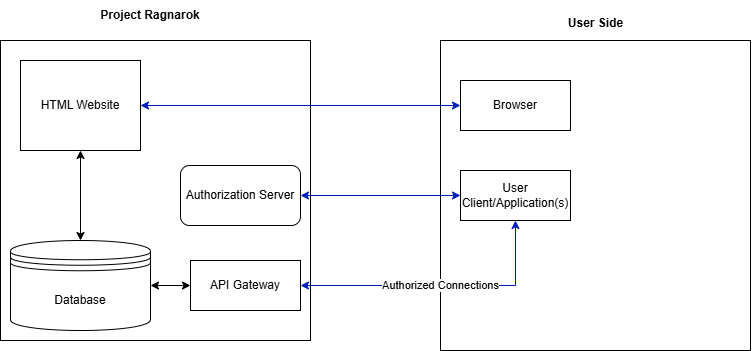 Project Ragnarok
User Side
HTML Website
Browser
Authorization Server
User
Client/Application(s)
Database
API Gateway
Authorized Connections